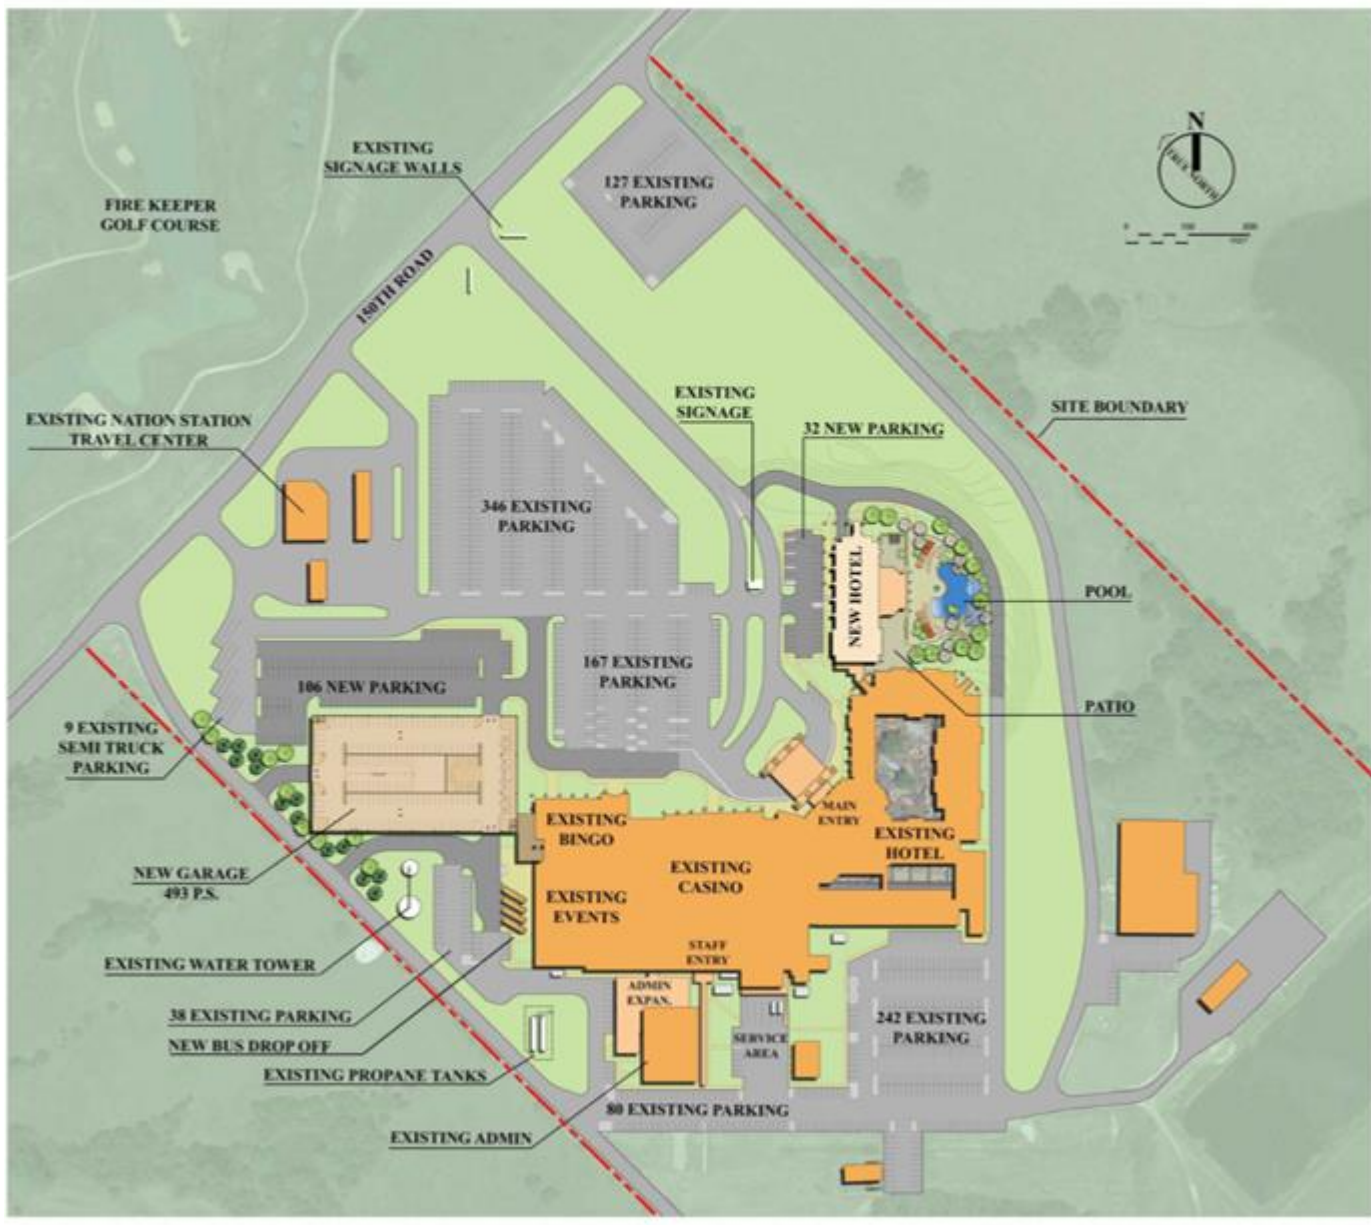 EXISTING
SIGNAGE WALLS
127 EXISTING
PARKING
N
TRUE NORTH
FIRE KEEPER
GOLF COURSE
150TH ROAD
EXISTING
SIGNAGE
32 NEW PARKING
SITE BOUNDARY
EXISTING NATION STATION
TRAVEL CENTER
346 EXISTING
PARKING
NEW HOTEL
POOL
167 EXISTING
PARKING
106 NEW PARKING
PATIO
9 EXISTING
SEMI TRUCK
PARKING
MAIN
ENTRY
EXISTING
BINGO
EXISTING
HOTEL
EXISTING
CASINO
NEW GARAGE
493 P.S.
EXISTING
EVENTS
STAFF
ENTRY
EXISTING WATER TOWER
ADMIN
EXPAN.
38 EXISTING PARKING
242 EXISTING
PARKING
NEW BUS DROP OFF
SERVICE
AREA
EXISTING PROPANE TANKS
80 EXISTING PARKING
EXISTING ADMIN